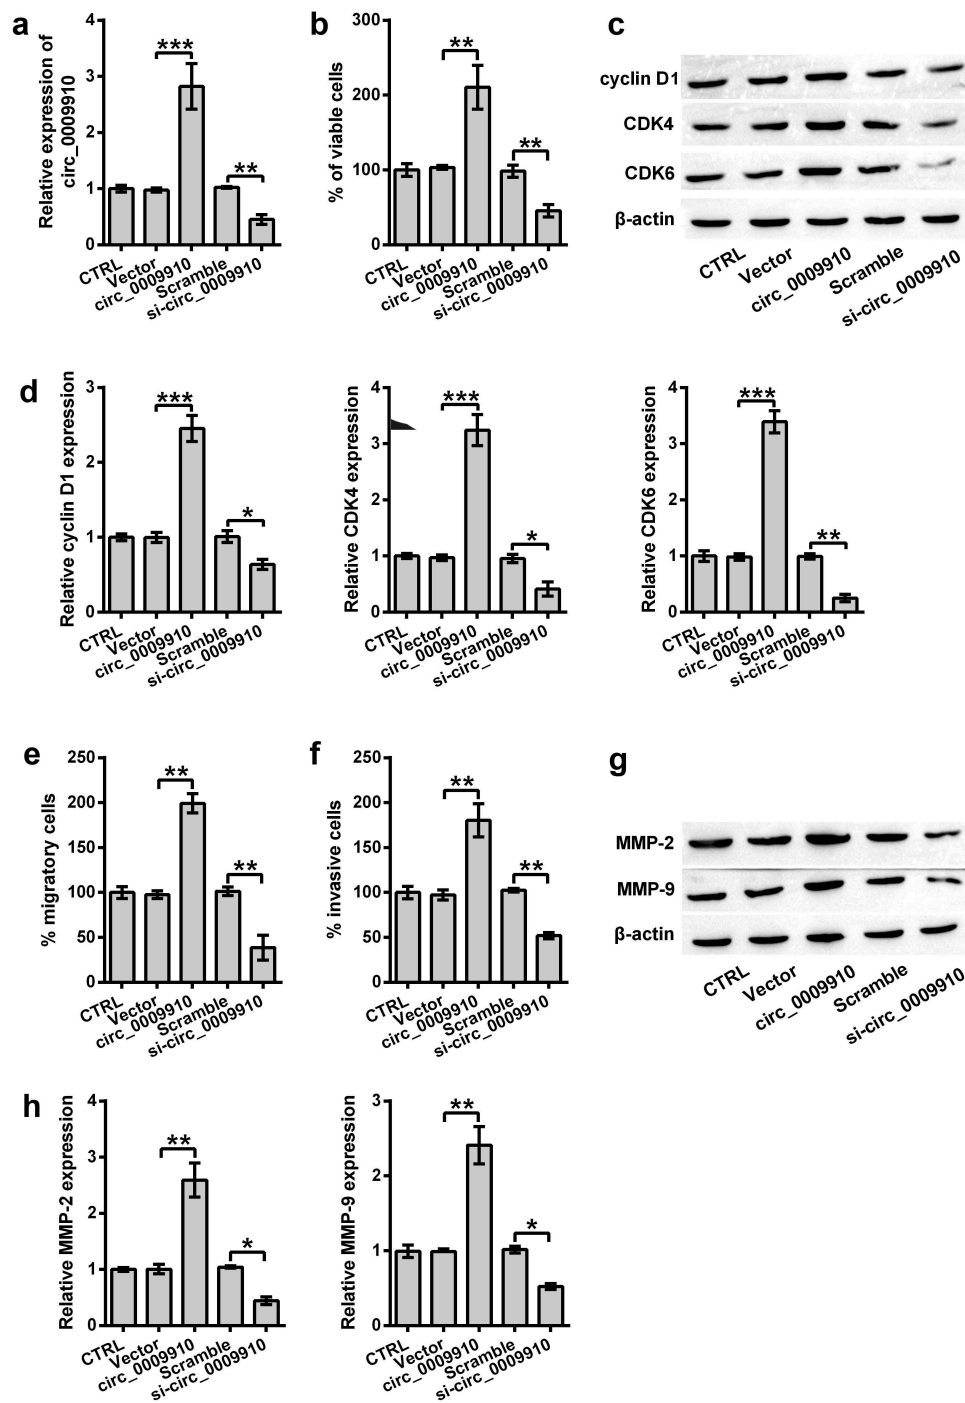 a
Relative expression of
circ_0009910
4
3
2
1
0
***
**
CTRL
Vector
circ_0009910
Scramble
si-circ_0009910
b
% of viable cells
300
200
100
0
**
**
CTRL
Vector
circ_0009910
Scramble
si-circ_0009910
c
cyclin D1
CDK4
CDK6
β-actin
CTRL
Vector
circ_0009910
Scramble
si-circ_0009910
d
Relative cyclin D1 expression
3
2
1
0
***
*
CTRL
Vector
circ_0009910
Scramble
si-circ_0009910
Relative CDK4 expression
4
3
2
1
0
***
*
CTRL
Vector
circ_0009910
Scramble
si-circ_0009910
Relative CDK6 expression
4
3
2
1
0
***
**
CTRL
Vector
circ_0009910
Scramble
si-circ_0009910
e
% migratory cells
250
200
150
100
50
0
**
**
CTRL
Vector
circ_0009910
Scramble
si-circ_0009910
f
% invasive cells
250
200
150
100
50
0
**
**
CTRL
Vector
circ_0009910
Scramble
si-circ_0009910
g
MMP-2
MMP-9
β-actin
CTRL
Vector
circ_0009910
Scramble
si-circ_0009910
h
Relative MMP-2 expression
4
3
2
1
0
**
*
CTRL
Vector
circ_0009910
Scramble
si-circ_0009910
Relative MMP-9 expression
3
2
1
0
**
*
CTRL
Vector
circ_0009910
Scramble
si-circ_0009910